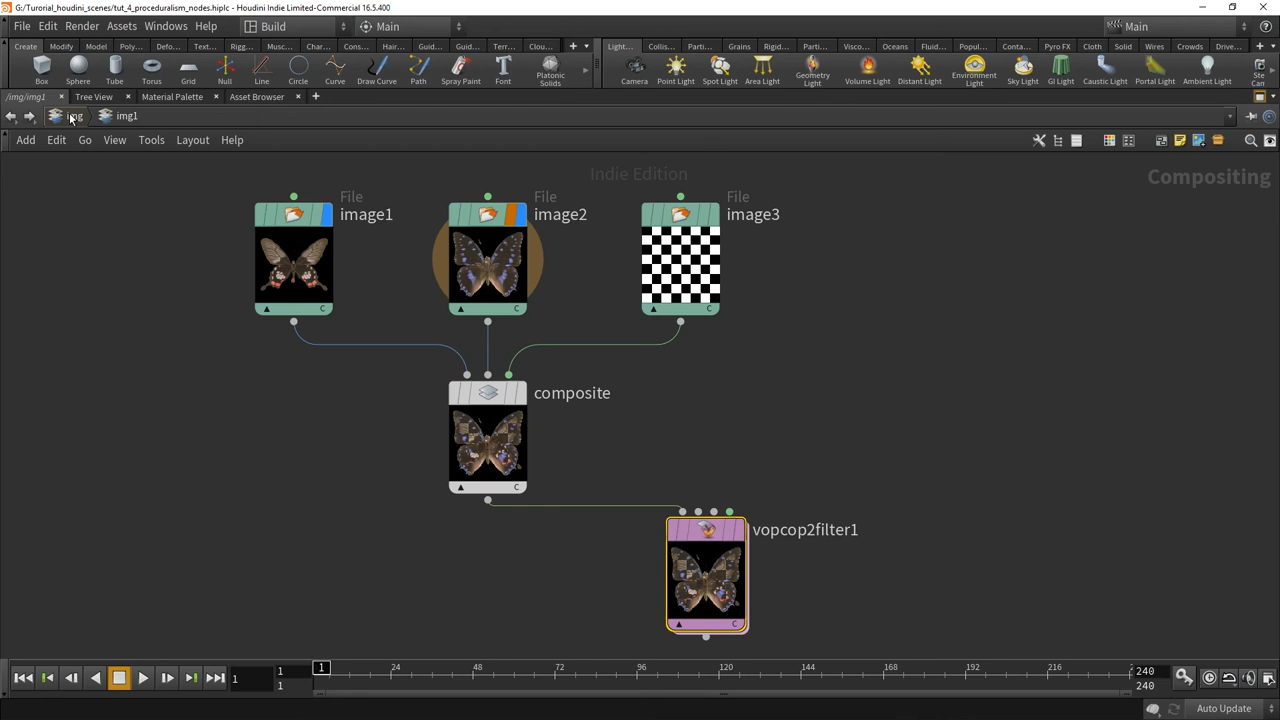 G:/Turorial_houdini_scenes/tut_4_proceduralism_nodes.hiplc - Houdini Indie Limited-Commercial 16.5.400
File Edit Render Assets Windows Help Build Main Main
Create Modify Model Poly... Defo... Text... Rigg... Musc... Char... Cons... Hair... Guid... Guid... Terr... Clou... Light... Collis... Parti... Grains Rigid... Parti... Visco... Oceans Fluid... Popul... Conta... Pyro FX Cloth Solid Wires Crowds Drive...
Box Sphere Tube Torus Grid Null Line Circle Curve Draw Curve Path Spray Paint Font Platonic Solids Camera Point Light Spot Light Area Light Geometry Light Volume Light Distant Light Environment Light Sky Light GI Light Caustic Light Portal Light Ambient Light Ste Can
/img/img1 Tree View Material Palette Asset Browser
img img1
Add Edit Go View Tools Layout Help
Indie Edition
Compositing
File
image1
File
image2
File
image3
C
C
C
composite
C
vopcop2filter1
C
1 1 1 1 24 48 72 96 120 144 168 192 216 2 240 240
Auto Update